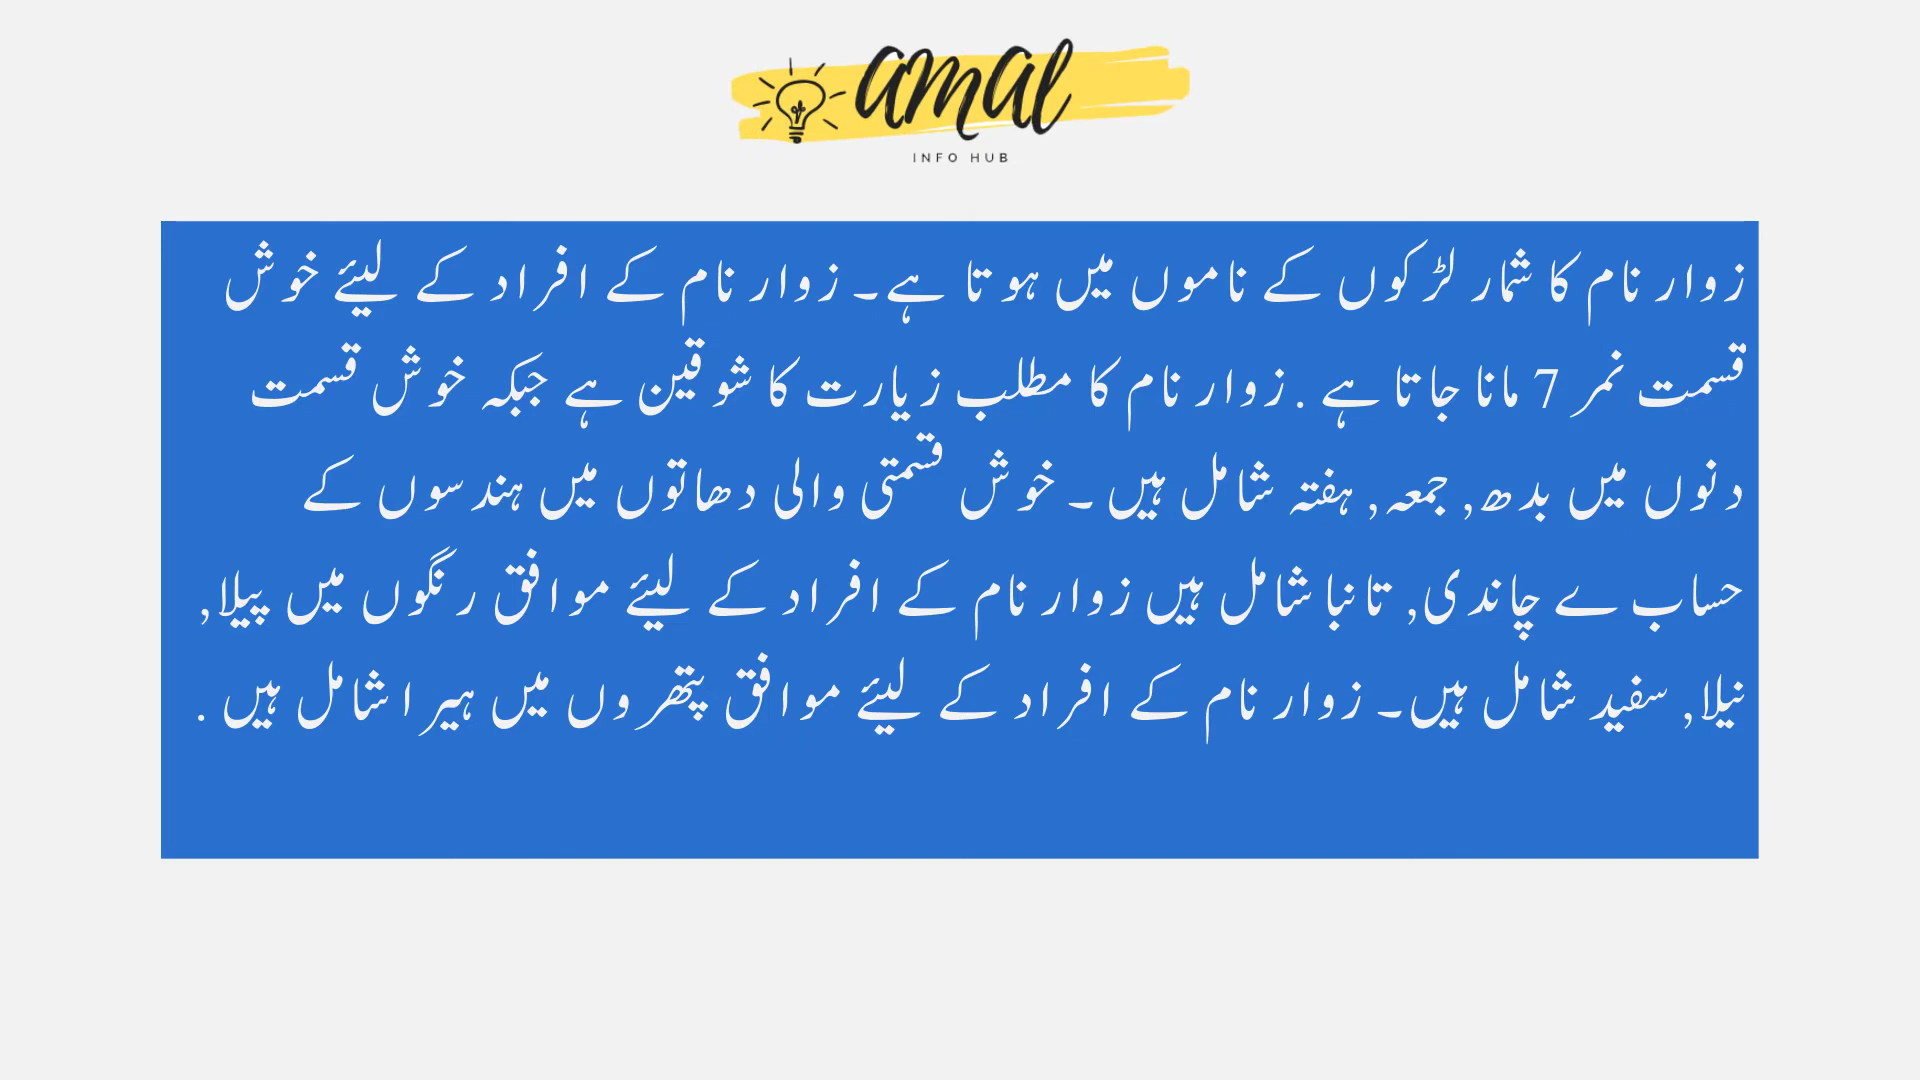 amal
INFO HUB
زوار نام کا شمار لڑکوں کے ناموں میں ہوتا ہے۔ زوار نام کے افراد کے لیئے خوش
قسمت نمر 7 مانا جاتا ہے . زوار نام کا مطلب زیارت کا شوقین ہے جبکہ خوش قسمت
دنوں میں بدھ, جمعہ, ہفتہ شامل ہیں ۔ خوش قسمتی والی دھاتوں میں ہندسوں کے
حساب ے چاندی, تانبا شامل ہیں زوار نام کے افراد کے لیئے موافق رنگوں میں پیلا,
نیلا, سفید شامل ہیں۔ زوار نام کے افراد کے لیئے موافق پتھروں میں ہیرا شامل ہیں .